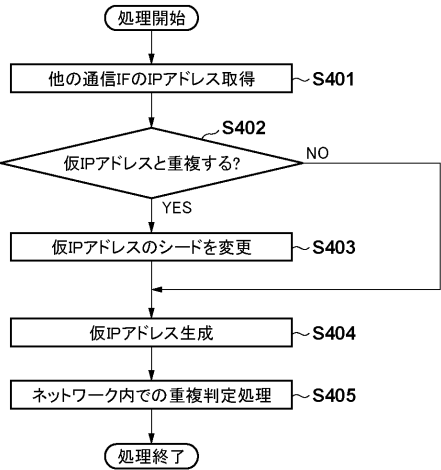 処理開始
他の通信IFのIPアドレス取得
S401
S402
仮IPアドレスと重複する?
NO
YES
仮IPアドレスのシードを変更
S403
仮IPアドレス生成
S404
ネットワーク内での重複判定処理
S405
処理終了